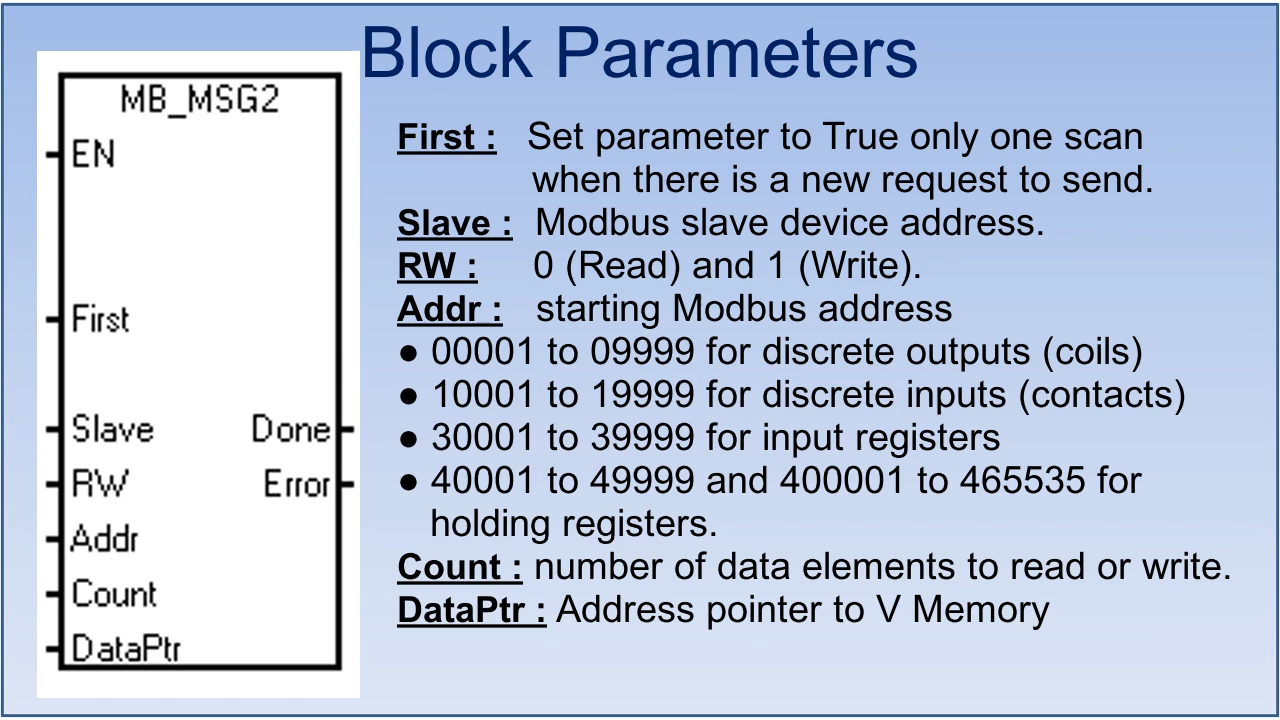 Block Parameters
MB_MSG2
EN
First
Slave Done
RW Error
Addr
Count
DataPtr
First : Set parameter to True only one scan
when there is a new request to send.
Slave : Modbus slave device address.
RW : 0 (Read) and 1 (Write).
Addr : starting Modbus address
● 00001 to 09999 for discrete outputs (coils)
● 10001 to 19999 for discrete inputs (contacts)
● 30001 to 39999 for input registers
● 40001 to 49999 and 400001 to 465535 for
holding registers.
Count : number of data elements to read or write.
DataPtr : Address pointer to V Memory